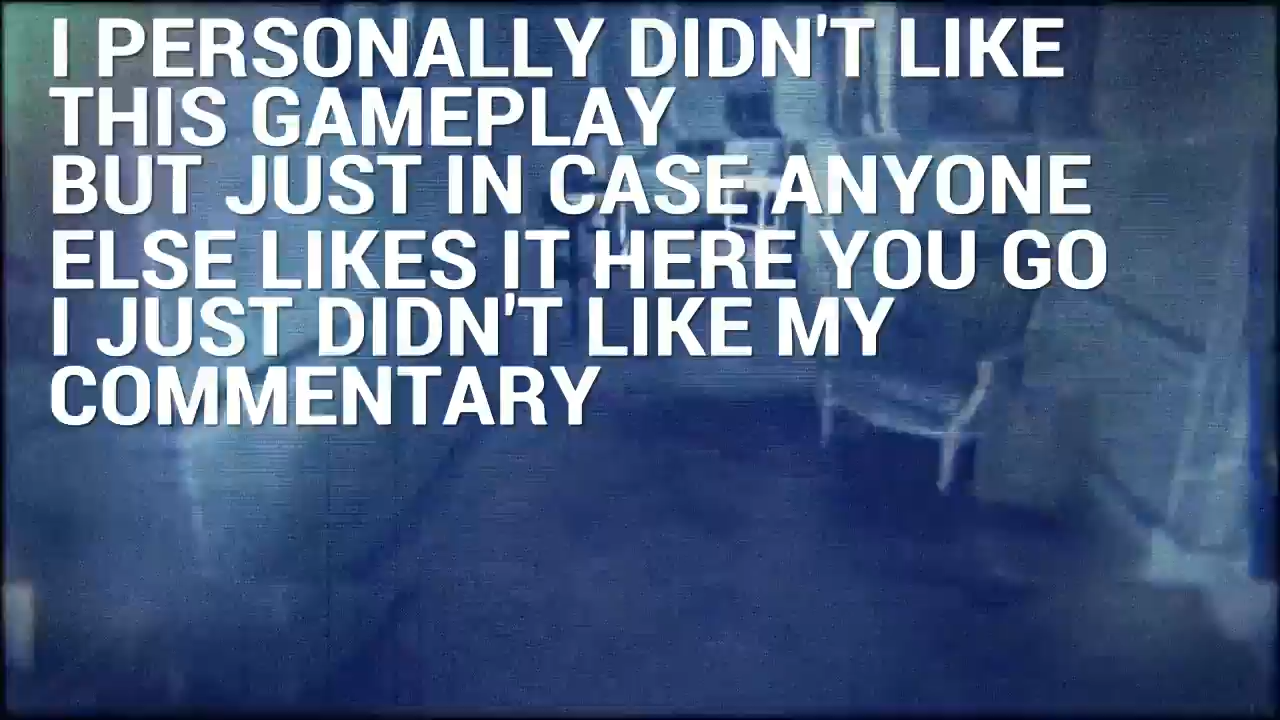 I PERSONALLY DIDN'T LIKE
THIS GAMEPLAY
BUT JUST IN CASE ANYONE
ELSE LIKES IT HERE YOU GO
I JUST DIDN'T LIKE MY
COMMENTARY